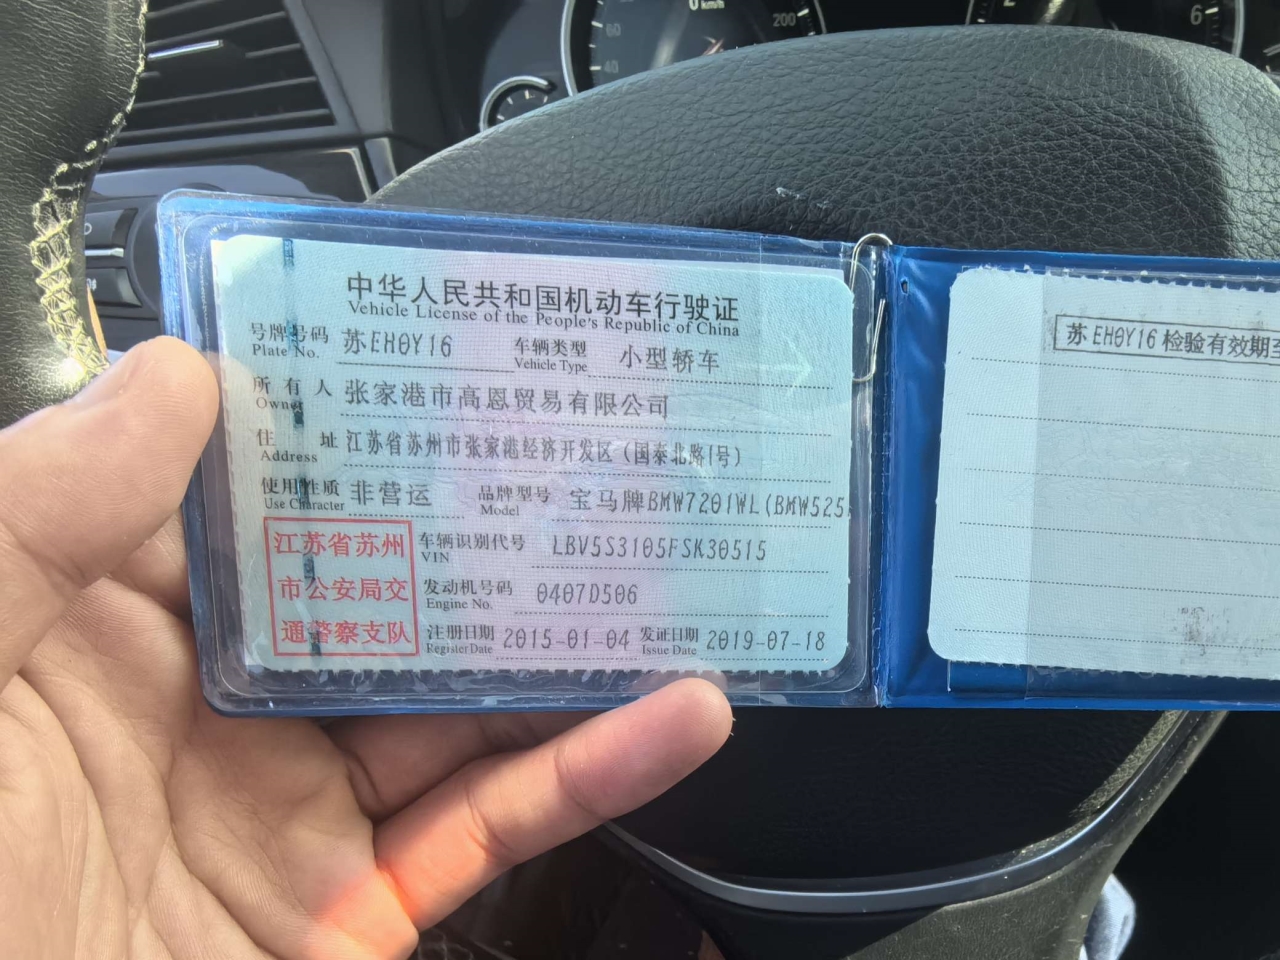 0 km/h
200
60
40
2
6
中华人民共和国机动车行驶证
Vehicle License of the People's Republic of China
号牌号码 苏EH0Y16 车辆类型 小型轿车
Plate No. Vehicle Type
所有人 张家港市高恩贸易有限公司
Owner
住址 江苏省苏州市张家港经济开发区（国泰北路1号）
Address
使用性质 非营运 品牌型号 宝马牌BMW7201WL(BMW525
Use Character Model
江苏省苏州
市公安局交
通警察支队
车辆识别代号 LBV5S3105FSK30515
VIN
发动机号码 0407D506
Engine No.
注册日期 2015-01-04 发证日期 2019-07-18
Register Date Issue Date
苏EH0Y16检验有效期至